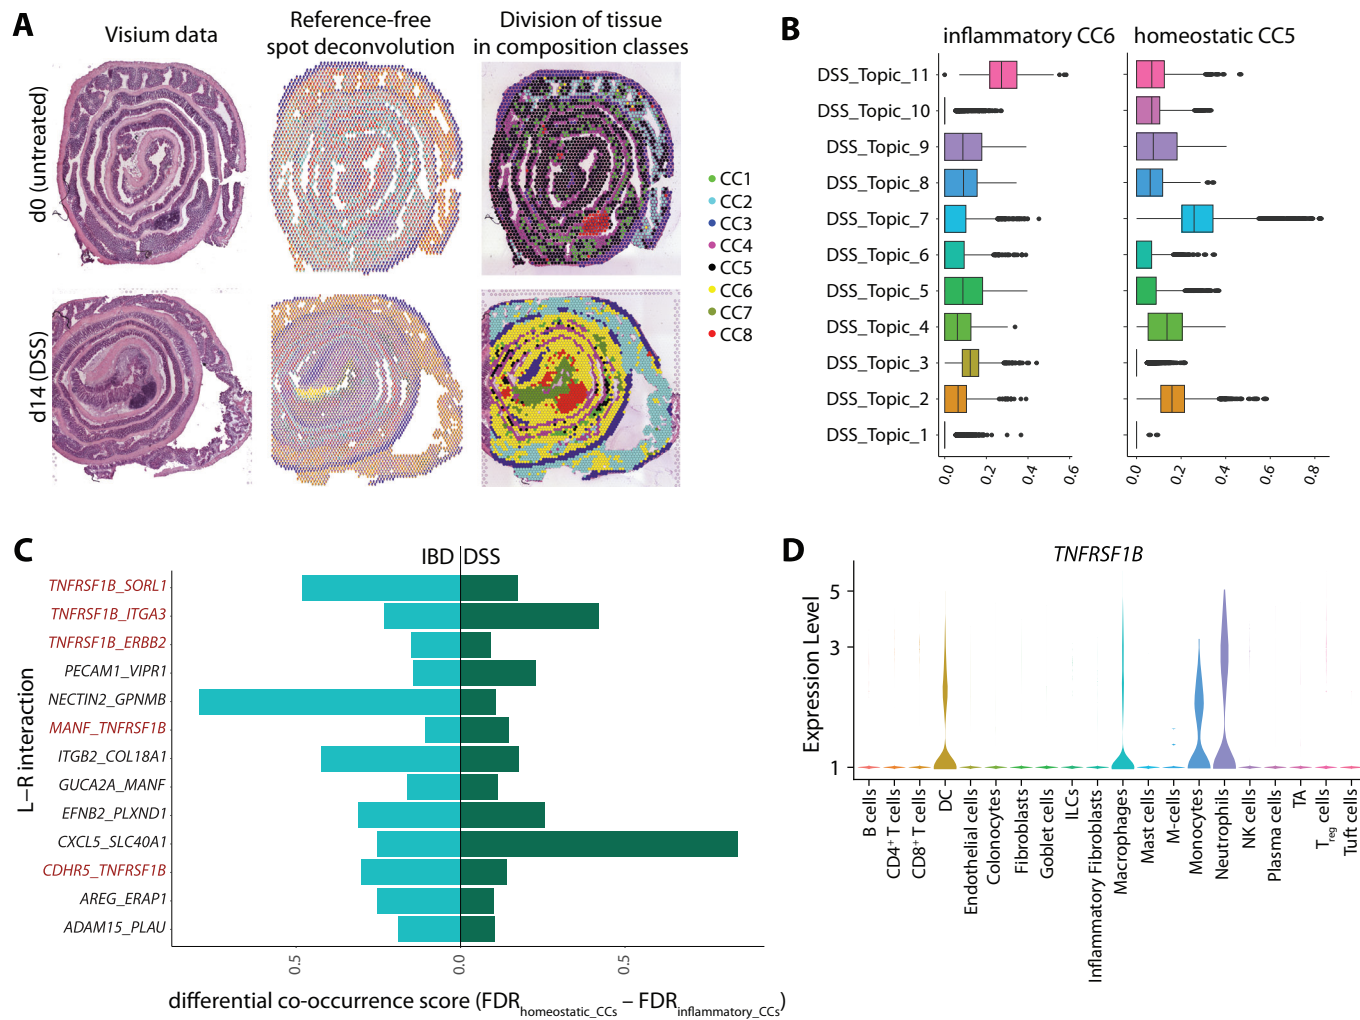 A
Visium data
Reference-free
spot deconvolution
Division of tissue
in composition classes
d0 (untreated)
d14 (DSS)
CC1
CC2
CC3
CC4
CC5
CC6
CC7
CC8
B
inflammatory CC6
homeostatic CC5
DSS_Topic_11
DSS_Topic_10
DSS_Topic_9
DSS_Topic_8
DSS_Topic_7
DSS_Topic_6
DSS_Topic_5
DSS_Topic_4
DSS_Topic_3
DSS_Topic_2
DSS_Topic_1
0.0 0.2 0.4 0.6
0.0 0.2 0.4 0.6 0.8
C
IBD DSS
L–R interaction
TNFRSF1B_SORL1
TNFRSF1B_ITGA3
TNFRSF1B_ERBB2
PECAM1_VIPR1
NECTIN2_GPNMB
MANF_TNFRSF1B
ITGB2_COL18A1
GUCA2A_MANF
EFNB2_PLXND1
CXCL5_SLC40A1
CDHR5_TNFRSF1B
AREG_ERAP1
ADAM15_PLAU
0.5 0.0 0.5
differential co-occurrence score (FDRhomeostatic_CCs – FDRinflammatory_CCs)
D
TNFRSF1B
Expression Level
5
3
1
B cells
CD4+ T cells
CD8+ T cells
DC
Endothelial cells
Colonocytes
Fibroblasts
Goblet cells
ILCs
Inflammatory Fibroblasts
Macrophages
Mast cells
M-cells
Monocytes
Neutrophils
NK cells
Plasma cells
TA
Treg cells
Tuft cells